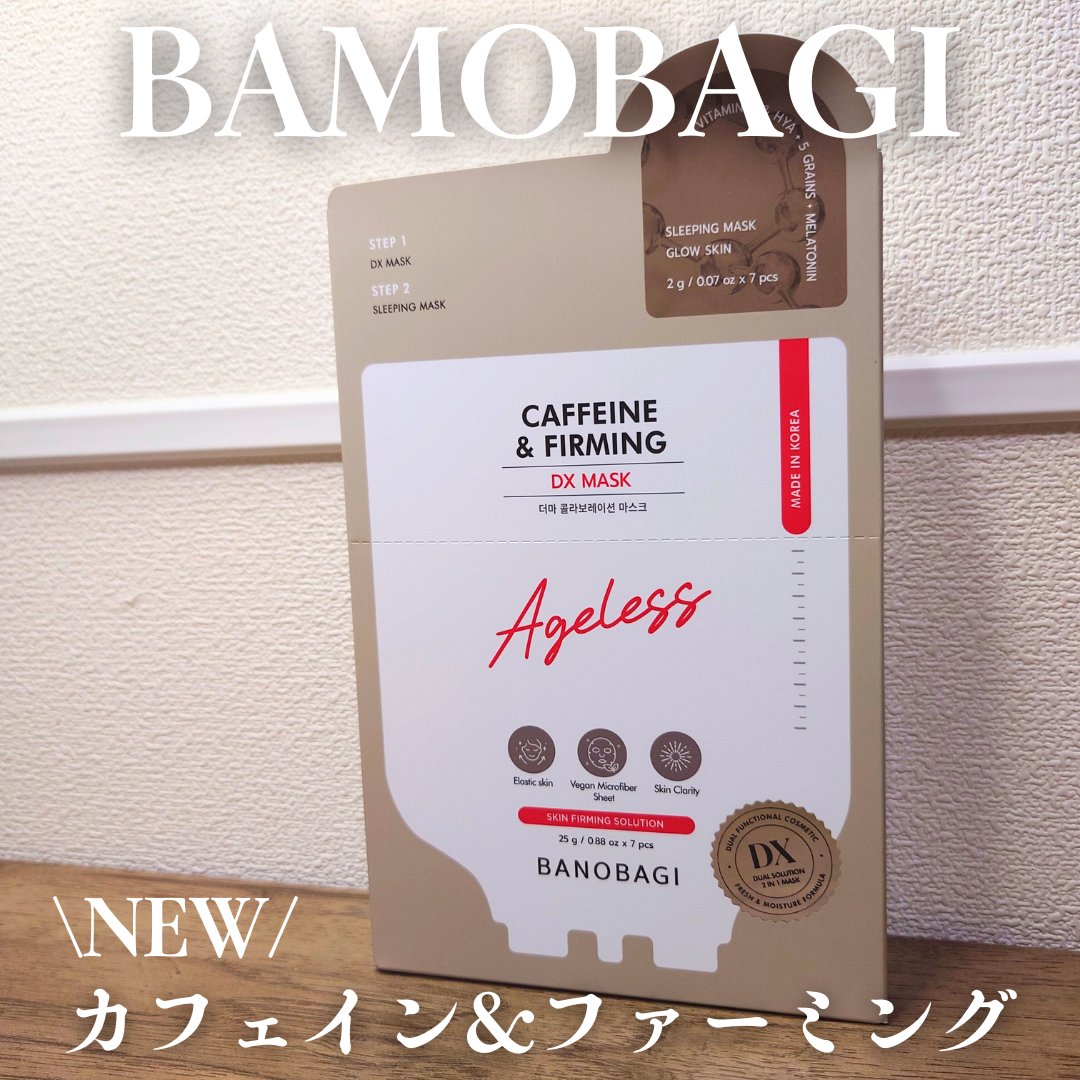 BAMOBAGI
HYA + 5 GRAINS + MELATONIN
STEP 1
DX MASK
STEP 2
SLEEPING MASK
SLEEPING MASK
GLOW SKIN
2 g / 0.07 oz x 7 pcs
MADE IN KOREA
CAFFEINE
& FIRMING
DX MASK
더마 콜라보레이션 마스크
Ageless
Elastic skin
Vegan Microfiber
Sheet
Skin Clarity
SKIN FIRMING SOLUTION
25 g / 0.88 oz x 7 pcs
BANOBAGI
DUAL FUNCTIONAL COSMETIC
DX
DUAL SOLUTION
2 IN 1 MASK
FRESH & MOISTURE FORMULA
\NEW/
カフェイン&ファーミング